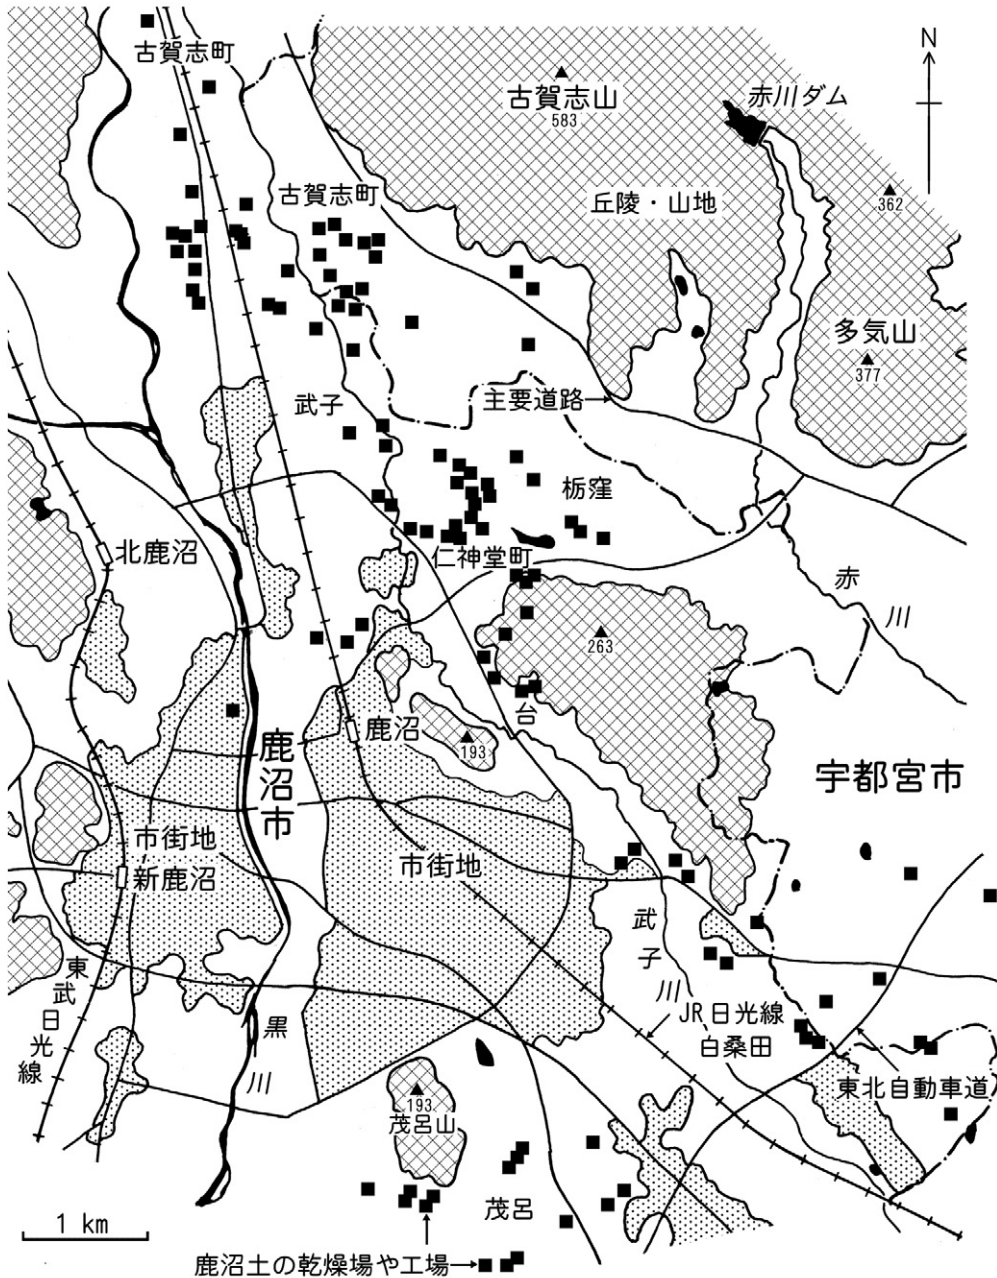 古賀志町
N
古賀志山
583
赤川ダム
古賀志町
丘陵・山地
362
多気山
377
主要道路
武子
栃窪
北鹿沼
仁神堂町
赤川
263
台
鹿沼
193
鹿沼市
宇都宮市
市街地
市街地
新鹿沼
武子川
東武日光線
黒川
JR日光線
白桑田
東北自動車道
193
茂呂山
茂呂
1 km
鹿沼土の乾燥場や工場